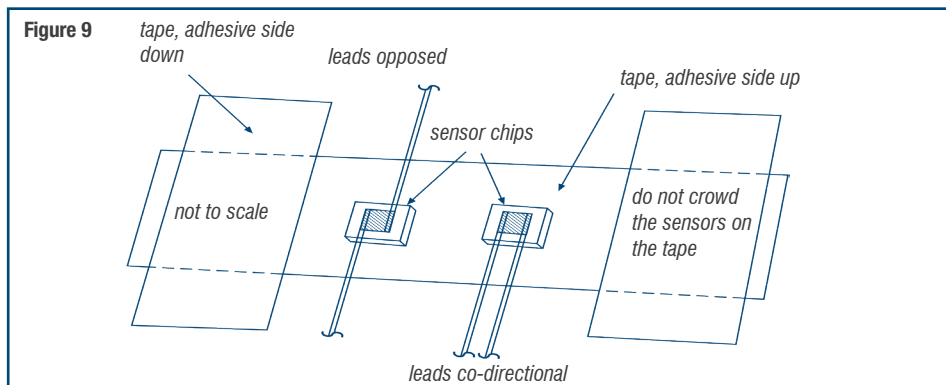 Figure 9
tape, adhesive side
down
leads opposed
tape, adhesive side up
sensor chips
not to scale
do not crowd
the sensors on
the tape
leads co-directional